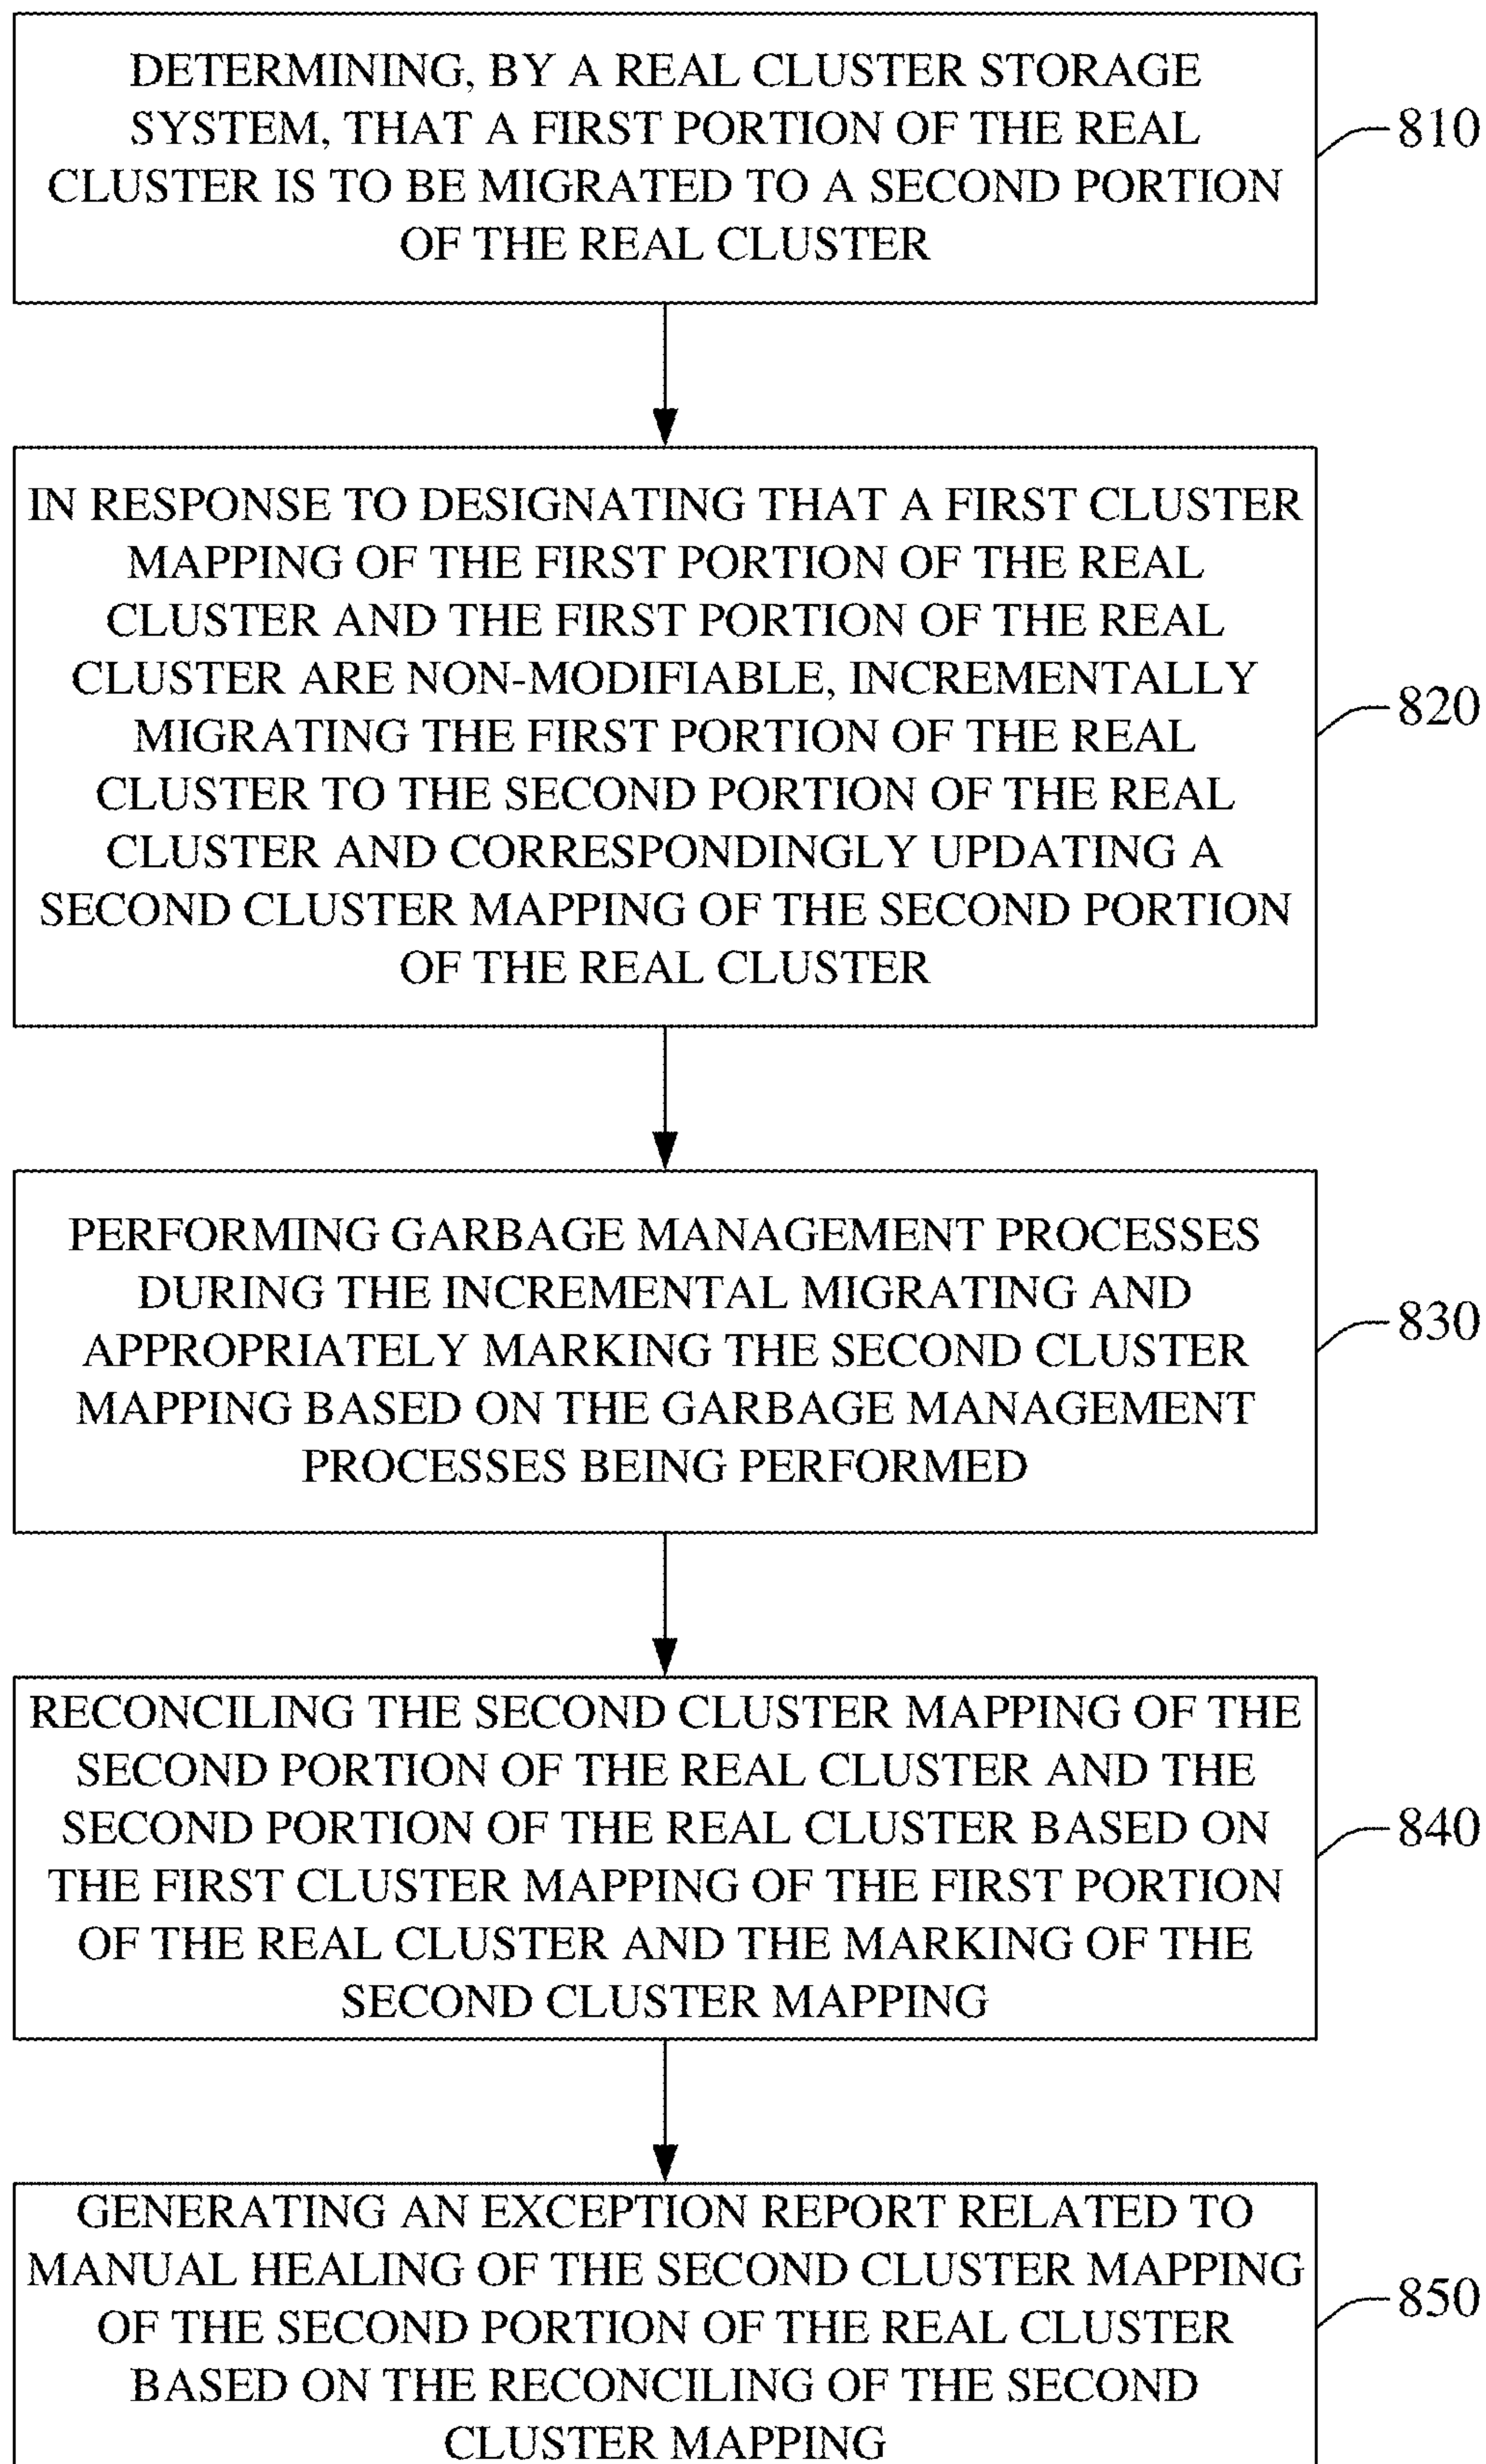 DETERMINING, BY A REAL CLUSTER STORAGE
SYSTEM, THAT A FIRST PORTION OF THE REAL
CLUSTER IS TO BE MIGRATED TO A SECOND PORTION
OF THE REAL CLUSTER
810
IN RESPONSE TO DESIGNATING THAT A FIRST CLUSTER
MAPPING OF THE FIRST PORTION OF THE REAL
CLUSTER AND THE FIRST PORTION OF THE REAL
CLUSTER ARE NON-MODIFIABLE, INCREMENTALLY
MIGRATING THE FIRST PORTION OF THE REAL
CLUSTER TO THE SECOND PORTION OF THE REAL
CLUSTER AND CORRESPONDINGLY UPDATING A
SECOND CLUSTER MAPPING OF THE SECOND PORTION
OF THE REAL CLUSTER
820
PERFORMING GARBAGE MANAGEMENT PROCESSES
DURING THE INCREMENTAL MIGRATING AND
APPROPRIATELY MARKING THE SECOND CLUSTER
MAPPING BASED ON THE GARBAGE MANAGEMENT
PROCESSES BEING PERFORMED
830
RECONCILING THE SECOND CLUSTER MAPPING OF THE
SECOND PORTION OF THE REAL CLUSTER AND THE
SECOND PORTION OF THE REAL CLUSTER BASED ON
THE FIRST CLUSTER MAPPING OF THE FIRST PORTION
OF THE REAL CLUSTER AND THE MARKING OF THE
SECOND CLUSTER MAPPING
840
GENERATING AN EXCEPTION REPORT RELATED TO
MANUAL HEALING OF THE SECOND CLUSTER MAPPING
OF THE SECOND PORTION OF THE REAL CLUSTER
BASED ON THE RECONCILING OF THE SECOND
CLUSTER MAPPING
850